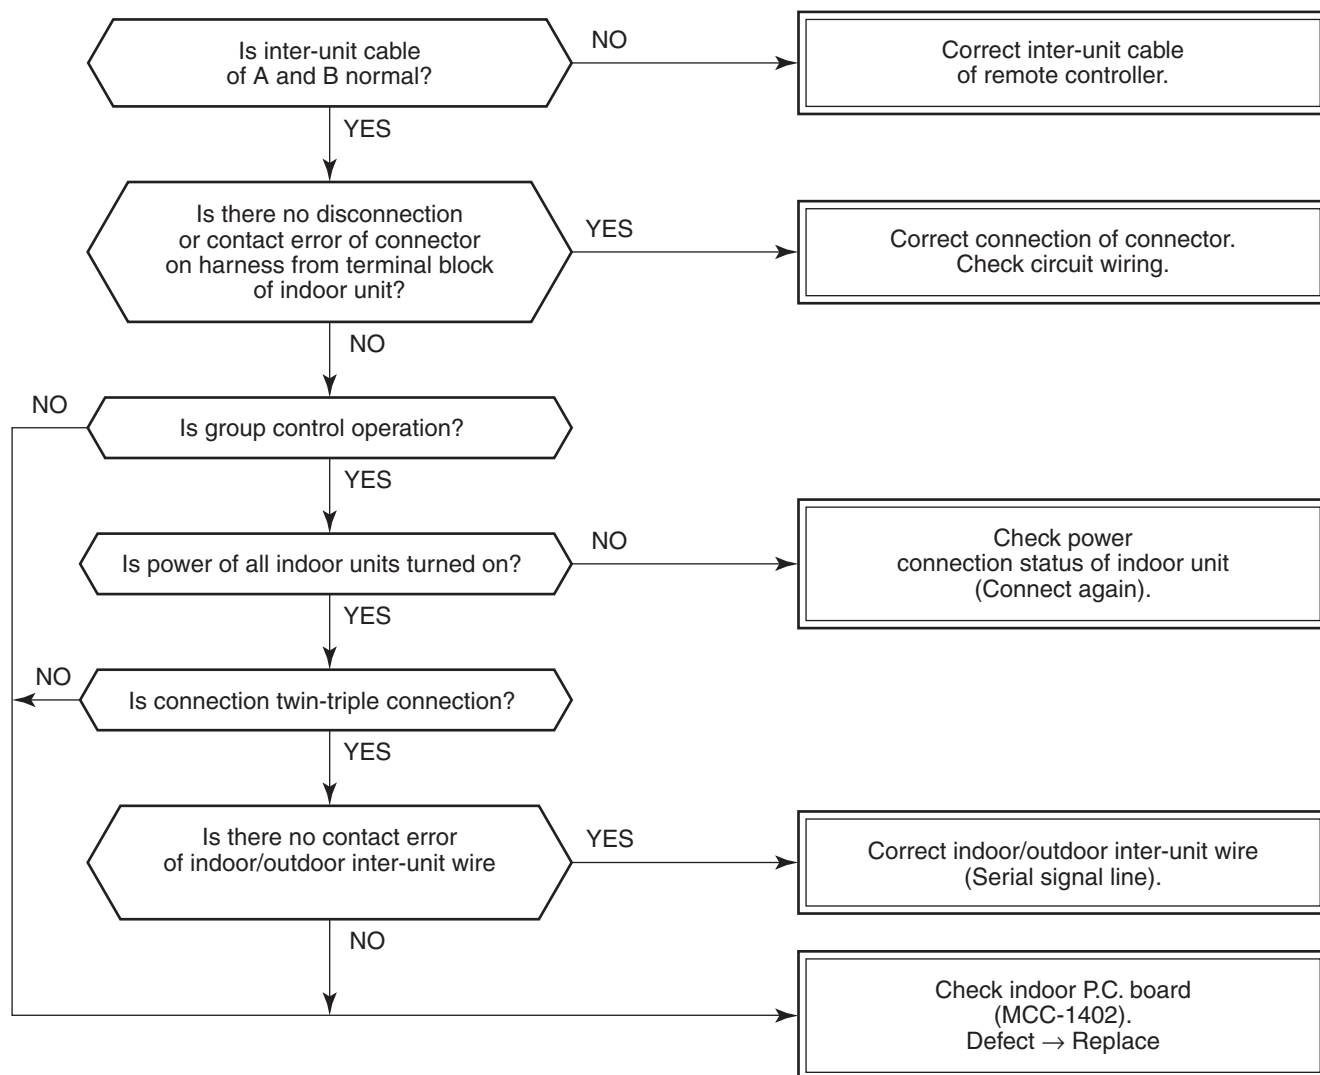 Is inter-unit cable
of A and B normal?
NO
Correct inter-unit cable
of remote controller.
YES
Is there no disconnection
or contact error of connector
on harness from terminal block
of indoor unit?
YES
Correct connection of connector.
Check circuit wiring.
NO
NO
Is group control operation?
YES
Is power of all indoor units turned on?
NO
Check power
connection status of indoor unit
(Connect again).
YES
NO
Is connection twin-triple connection?
YES
Is there no contact error
of indoor/outdoor inter-unit wire
YES
Correct indoor/outdoor inter-unit wire
(Serial signal line).
NO
Check indoor P.C. board
(MCC-1402).
Defect → Replace